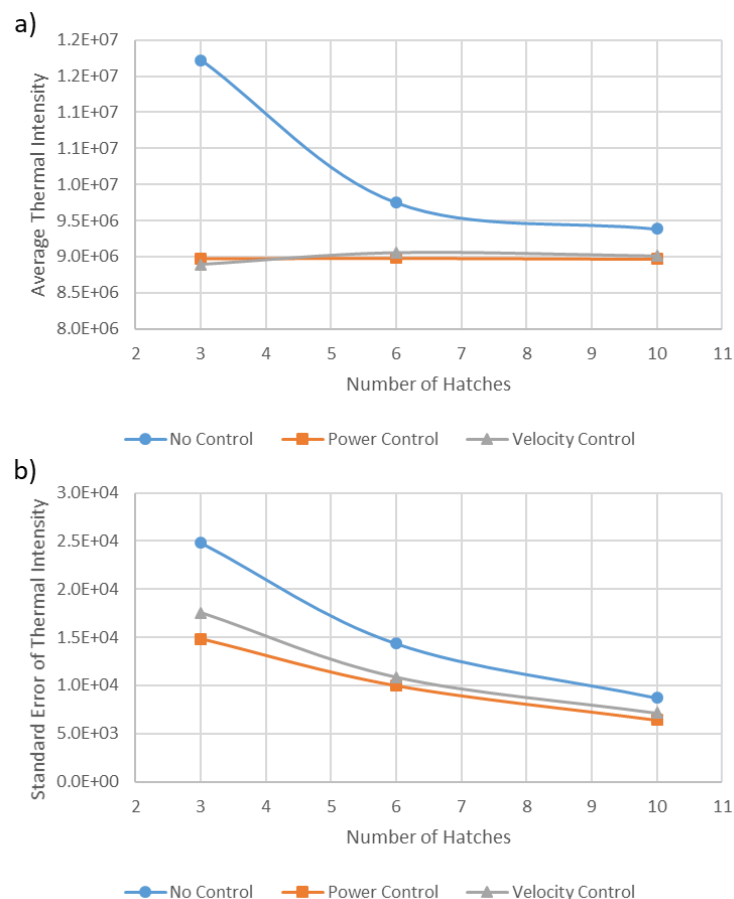 a)
Average Thermal Intensity
1.2E+07
1.2E+07
1.1E+07
1.1E+07
1.0E+07
9.5E+06
9.0E+06
8.5E+06
8.0E+06
2 3 4 5 6 7 8 9 10 11
Number of Hatches
No Control Power Control Velocity Control
b)
Standard Error of Thermal Intensity
3.0E+04
2.5E+04
2.0E+04
1.5E+04
1.0E+04
5.0E+03
0.0E+00
2 3 4 5 6 7 8 9 10 11
Number of Hatches
No Control Power Control Velocity Control